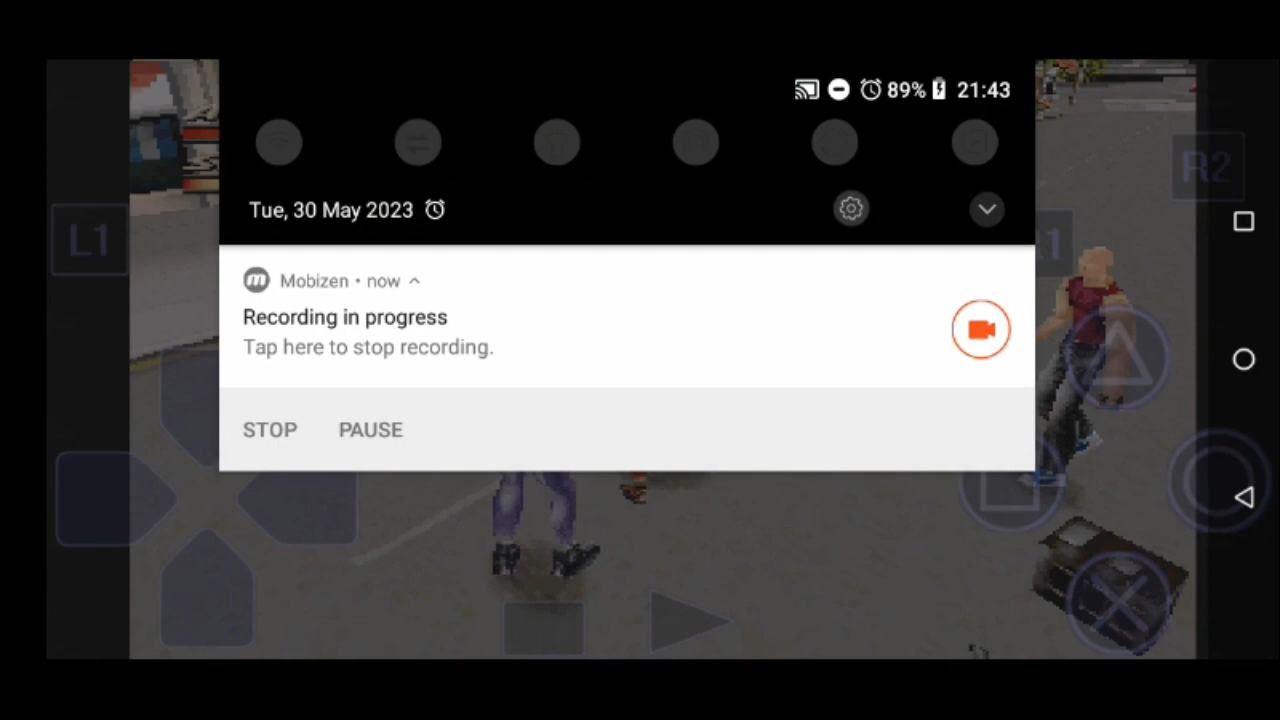 89% 21:43
Tue, 30 May 2023
R2
L1
Mobizen • now
Recording in progress
Tap here to stop recording.
STOP PAUSE